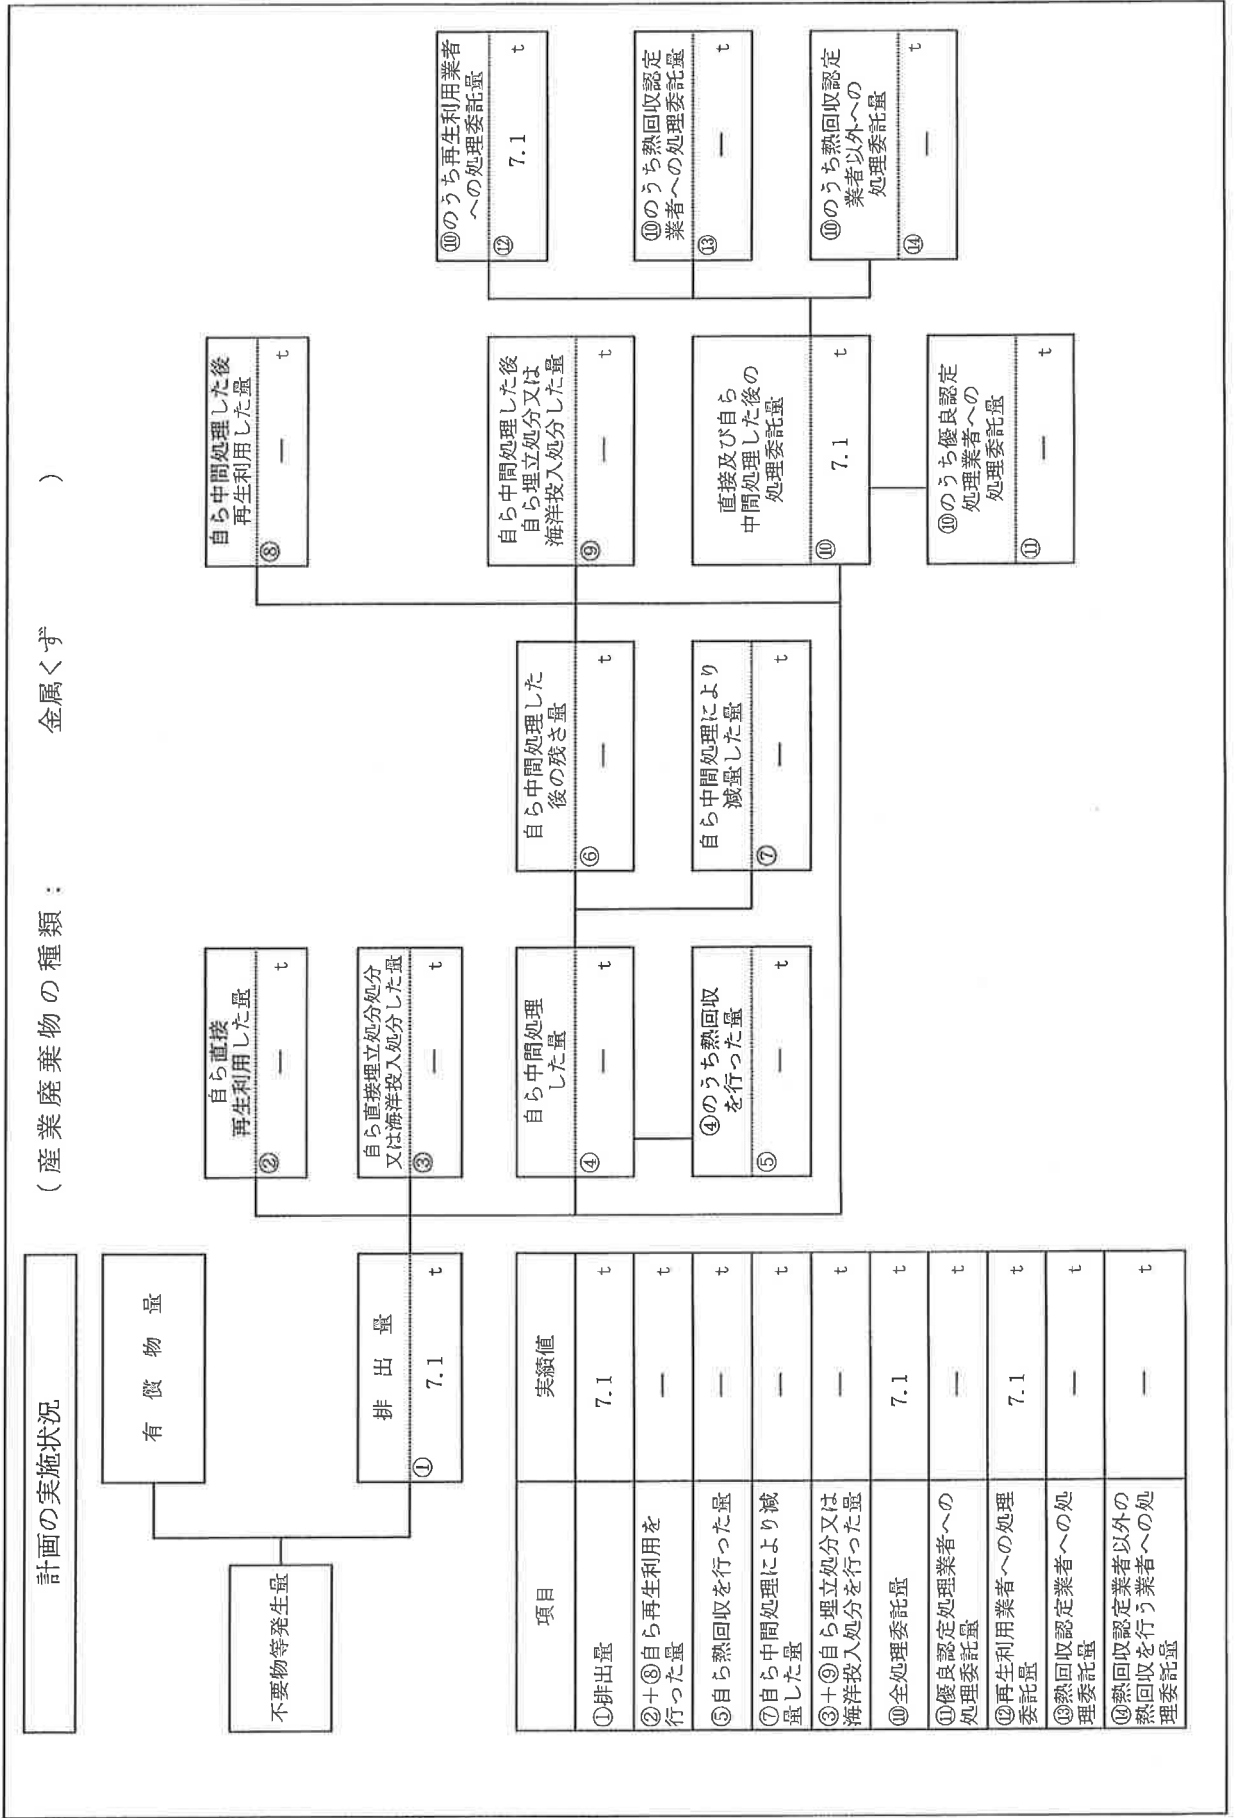 計画の実施状況
（産業廃棄物の種類： 金属くず ）
不要物等発生量
有償物量
排出量
① 7.1 t
自ら直接
再生利用した量
② — t
自ら直接埋立処分処分
又は海洋投入処分した量
③ — t
自ら中間処理
した量
④ — t
④のうち熱回収
を行った量
⑤ — t
自ら中間処理した
後の残さ量
⑥ — t
自ら中間処理により
減量した量
⑦ — t
自ら中間処理した後
再生利用した量
⑧ — t
自ら中間処理した後
自ら埋立処分又は
海洋投入処分した量
⑨ — t
直接及び自ら
中間処理した後の
処理委託量
⑩ 7.1 t
⑩のうち優良認定
処理業者への
処理委託量
⑪ — t
⑩のうち再生利用業者
への処理委託量
⑫ 7.1 t
⑩のうち熱回収認定
業者への処理委託量
⑬ — t
⑩のうち熱回収認定
業者以外への
処理委託量
⑭ — t
項目 実績値
①排出量 7.1 t
②＋⑧自ら再生利用を
行った量 — t
⑤自ら熱回収を行った量 — t
⑦自ら中間処理により減
量した量 — t
③＋⑨自ら埋立処分又は
海洋投入処分を行った量 — t
⑩全処理委託量 7.1 t
⑪優良認定処理業者への
処理委託量 — t
⑫再生利用業者への処理
委託量 7.1 t
⑬熱回収認定業者への処
理委託量 — t
⑭熱回収認定業者以外の
熱回収を行う業者への処
理委託量 — t